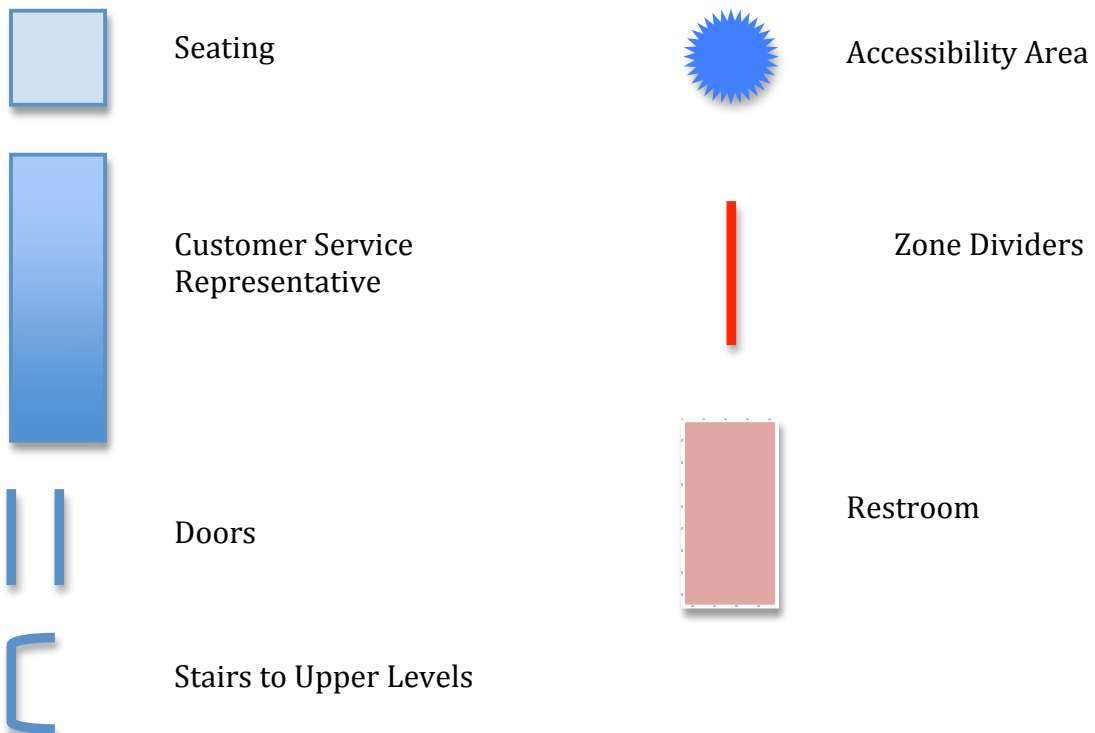 Seating
Accessibility Area
Customer Service
Representative
Zone Dividers
Doors
Restroom
Stairs to Upper Levels